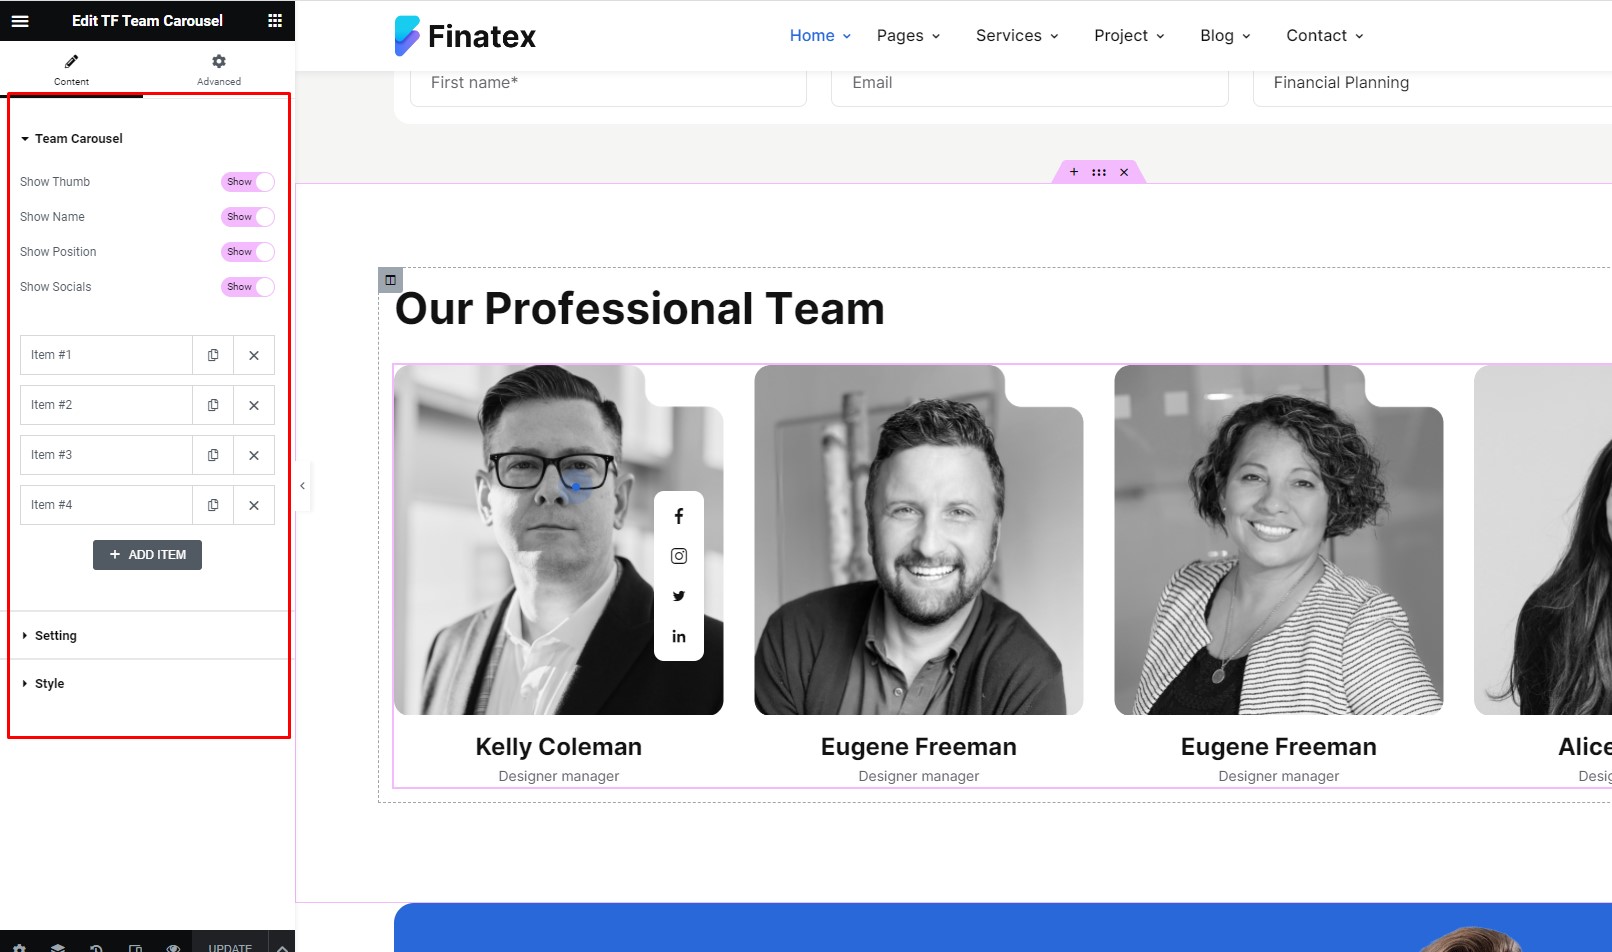 Edit TF Team Carousel
Content
Advanced
Team Carousel
Show Thumb Show
Show Name Show
Show Position Show
Show Socials Show
Item #1
Item #2
Item #3
Item #4
+ ADD ITEM
Setting
Style
UPDATE
Finatex
Home Pages Services Project Blog Contact
First name* Email Financial Planning
Our Professional Team
Kelly Coleman Eugene Freeman Eugene Freeman Alice
Designer manager Designer manager Designer manager